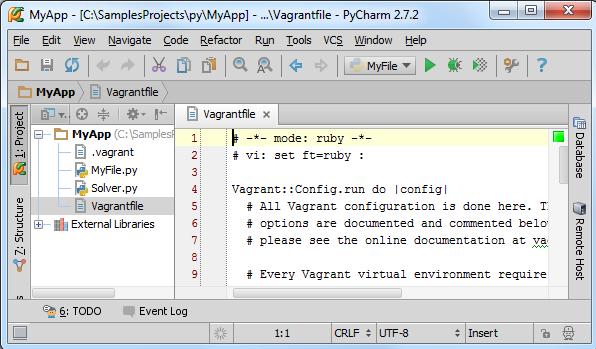 MyApp - [C:\SamplesProjects\py\MyApp] - ...\Vagrantfile - PyCharm 2.7.2
File Edit View Navigate Code Refactor Run Tools VCS Window Help
MyFile
MyApp Vagrantfile
1: Project
7: Structure
MyApp (C:\SamplesP
.vagrant
MyFile.py
Solver.py
Vagrantfile
External Libraries
Vagrantfile
1 # -*- mode: ruby -*-
2 # vi: set ft=ruby :
3
4 Vagrant::Config.run do |config|
5 # All Vagrant configuration is done here. Th
6 # options are documented and commented below
7 # please see the online documentation at vag
8
9 # Every Vagrant virtual environment require
Database
Remote Host
6: TODO Event Log
1:1 CRLF UTF-8 Insert